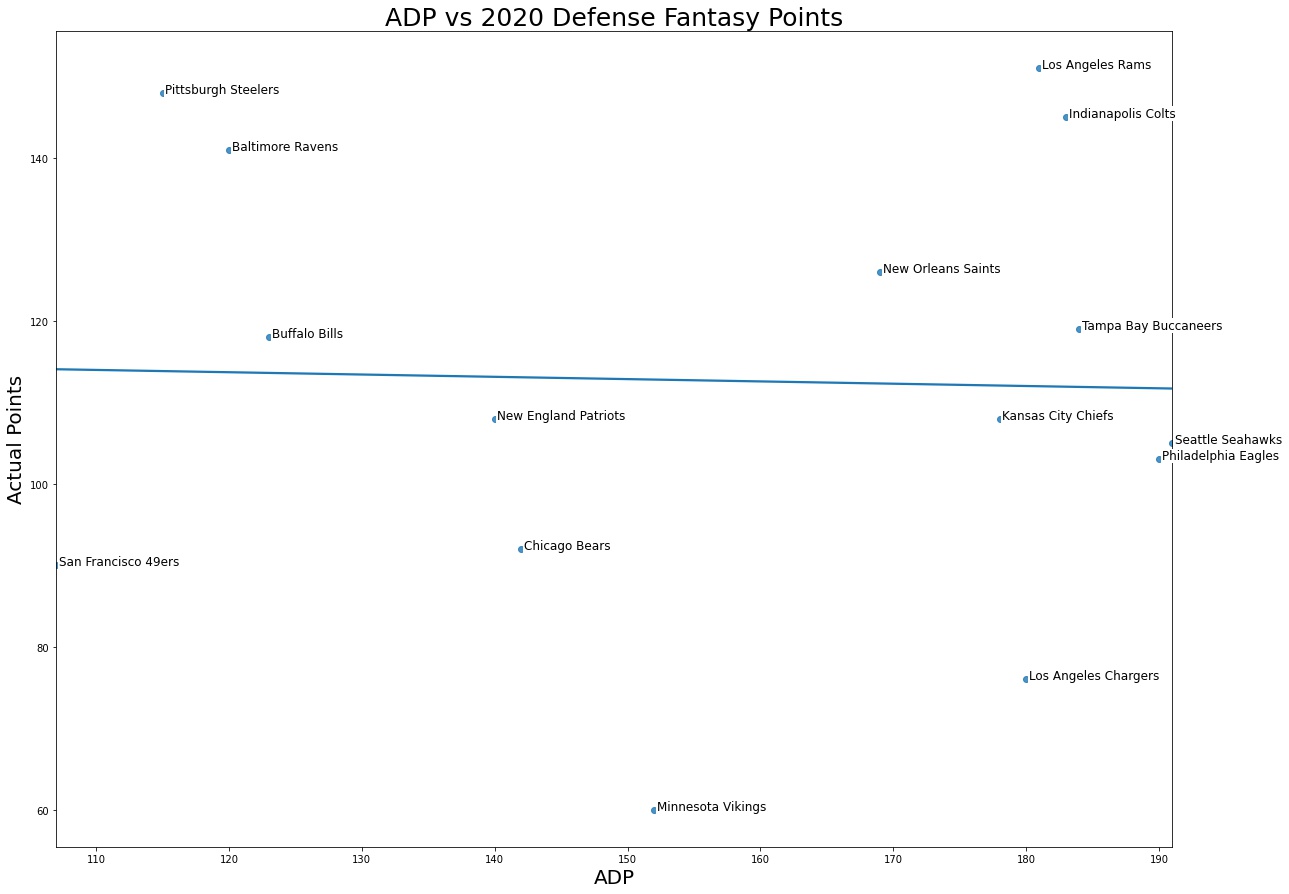 ADP vs 2020 Defense Fantasy Points
Los Angeles Rams
Pittsburgh Steelers
Indianapolis Colts
Baltimore Ravens
140
New Orleans Saints
Tampa Bay Buccaneers
120
Buffalo Bills
New England Patriots
Kansas City Chiefs
Actual Points
Seattle Seahawks
Philadelphia Eagles
100
Chicago Bears
San Francisco 49ers
80
Los Angeles Chargers
60
Minnesota Vikings
110 120 130 140 150 160 170 180 190
ADP